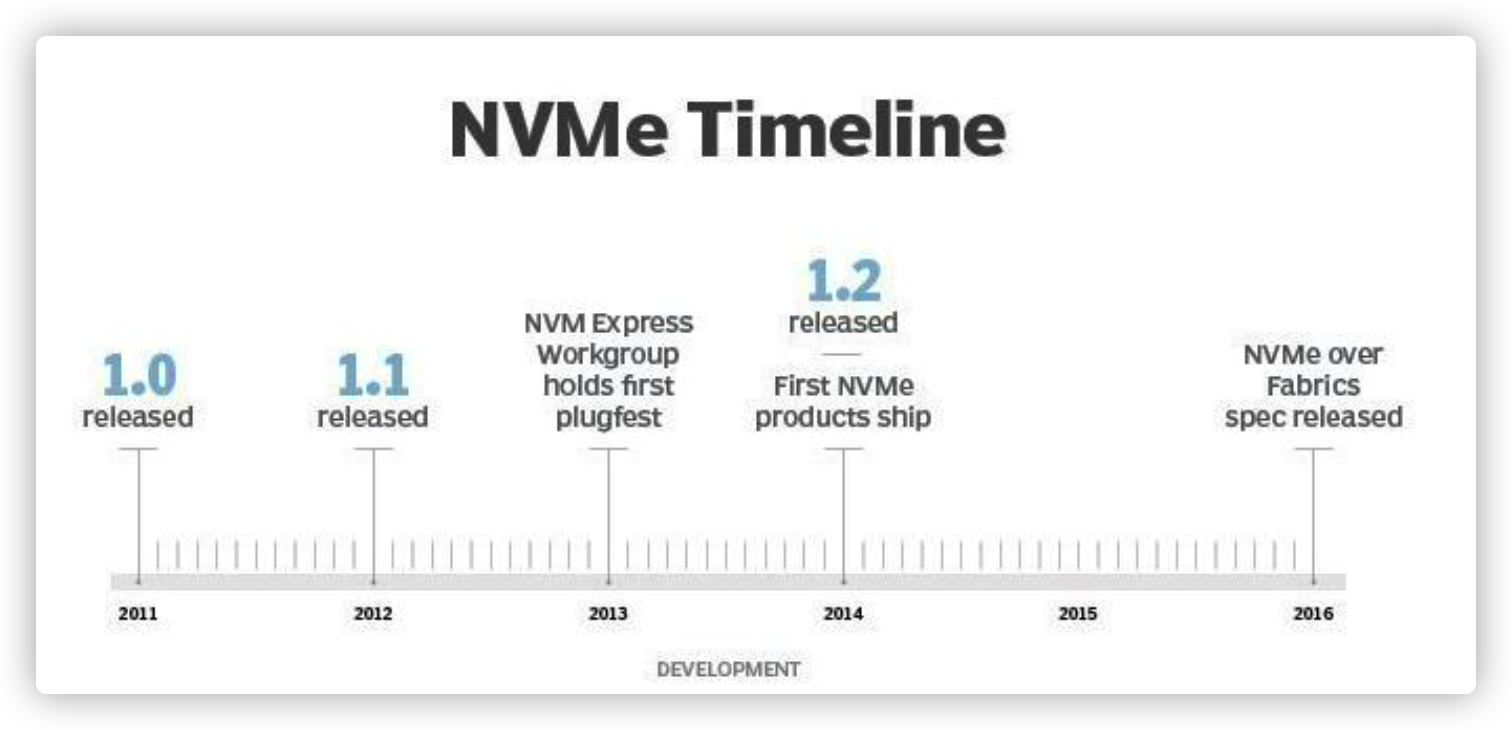 NVMe Timeline
1.0
released
1.1
released
NVM Express
Workgroup
holds first
plugfest
1.2
released
First NVMe
products ship
NVMe over
Fabrics
spec released
2011
2012
2013
2014
2015
2016
DEVELOPMENT